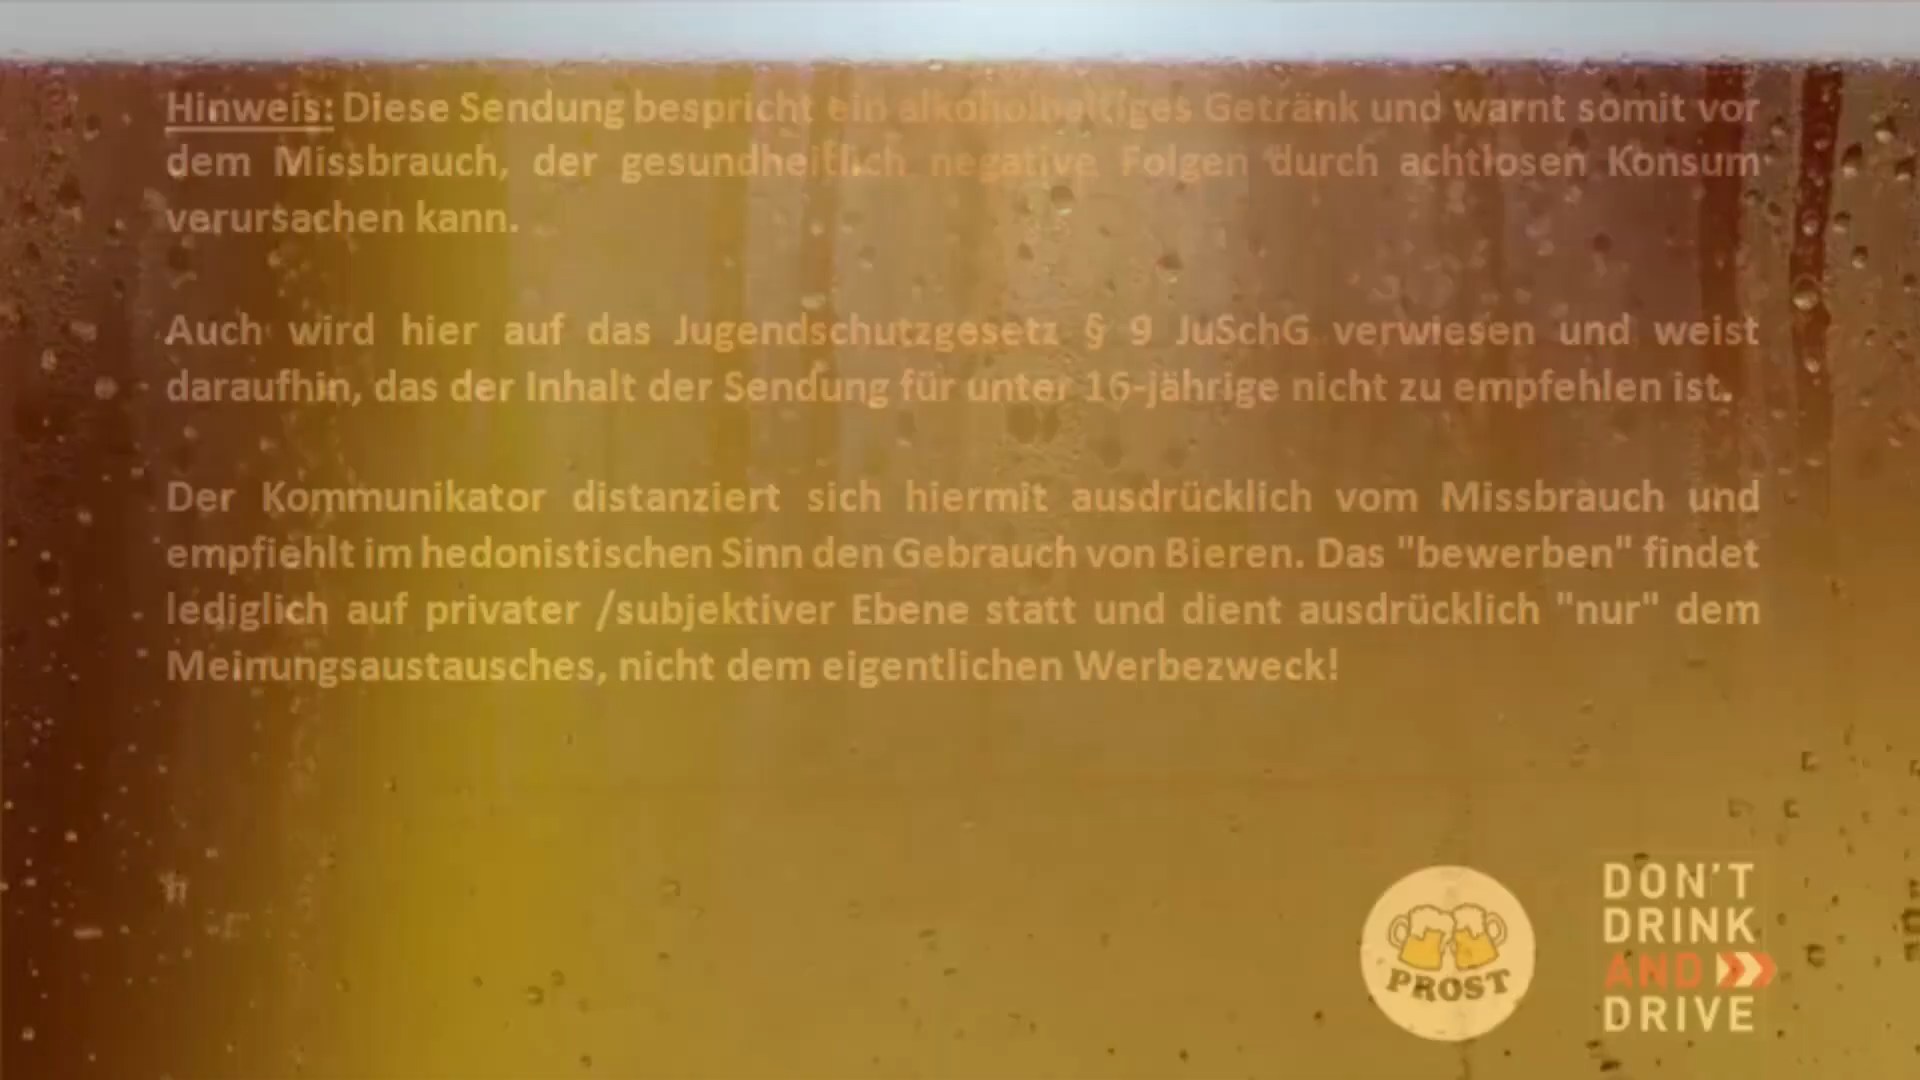 Hinweis: Diese Sendung bespricht ein alkoholhaltiges Getränk und warnt somit vor
dem Missbrauch, der gesundheitlich negative Folgen durch achtlosen Konsum
verursachen kann.
Auch wird hier auf das Jugendschutzgesetz § 9 JuSchG verwiesen und weist
daraufhin, das der Inhalt der Sendung für unter 16-jährige nicht zu empfehlen ist.
Der Kommunikator distanziert sich hiermit ausdrücklich vom Missbrauch und
empfiehlt im hedonistischen Sinn den Gebrauch von Bieren. Das "bewerben" findet
lediglich auf privater /subjektiver Ebene statt und dient ausdrücklich "nur" dem
Meinungsaustausches, nicht dem eigentlichen Werbezweck!
PROST
DON'T
DRINK
AND
DRIVE